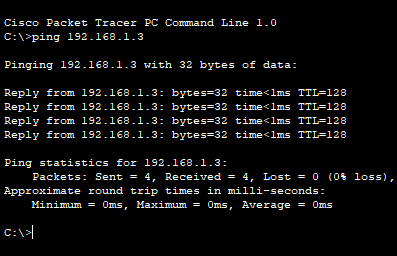 Cisco Packet Tracer PC Command Line 1.0
C:\>ping 192.168.1.3
Pinging 192.168.1.3 with 32 bytes of data:
Reply from 192.168.1.3: bytes=32 time<1ms TTL=128
Reply from 192.168.1.3: bytes=32 time<1ms TTL=128
Reply from 192.168.1.3: bytes=32 time<1ms TTL=128
Reply from 192.168.1.3: bytes=32 time<1ms TTL=128
Ping statistics for 192.168.1.3:
Packets: Sent = 4, Received = 4, Lost = 0 (0% loss),
Approximate round trip times in milli-seconds:
Minimum = 0ms, Maximum = 0ms, Average = 0ms
C:\>